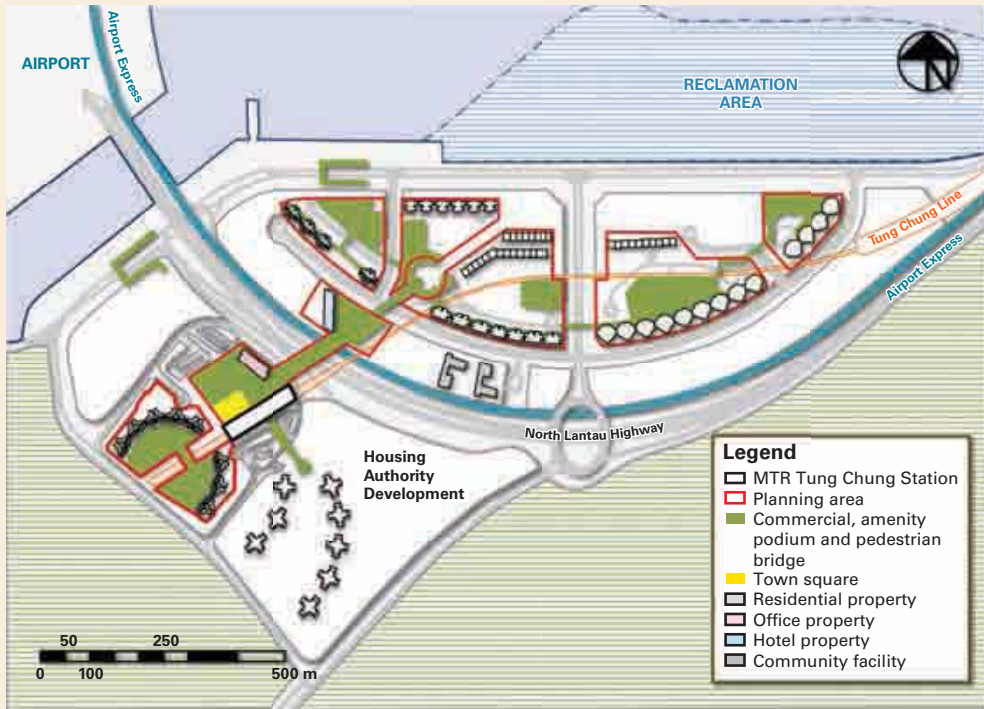 AIRPORT
Airport Express
RECLAMATION
AREA
N
Tung Chung Line
Airport Express
North Lantau Highway
Housing
Authority
Development
Legend
MTR Tung Chung Station
Planning area
Commercial, amenity
podium and pedestrian
bridge
Town square
Residential property
Office property
Hotel property
Community facility
50 250
0 100 500 m